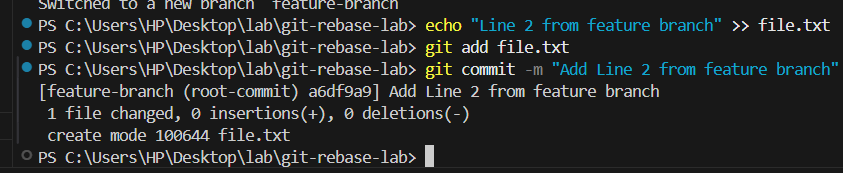 Switched to a new branch 'feature-branch'
PS C:\Users\HP\Desktop\lab\git-rebase-lab> echo "Line 2 from feature branch" >> file.txt
PS C:\Users\HP\Desktop\lab\git-rebase-lab> git add file.txt
PS C:\Users\HP\Desktop\lab\git-rebase-lab> git commit -m "Add Line 2 from feature branch"
[feature-branch (root-commit) a6df9a9] Add Line 2 from feature branch
 1 file changed, 0 insertions(+), 0 deletions(-)
 create mode 100644 file.txt
PS C:\Users\HP\Desktop\lab\git-rebase-lab>